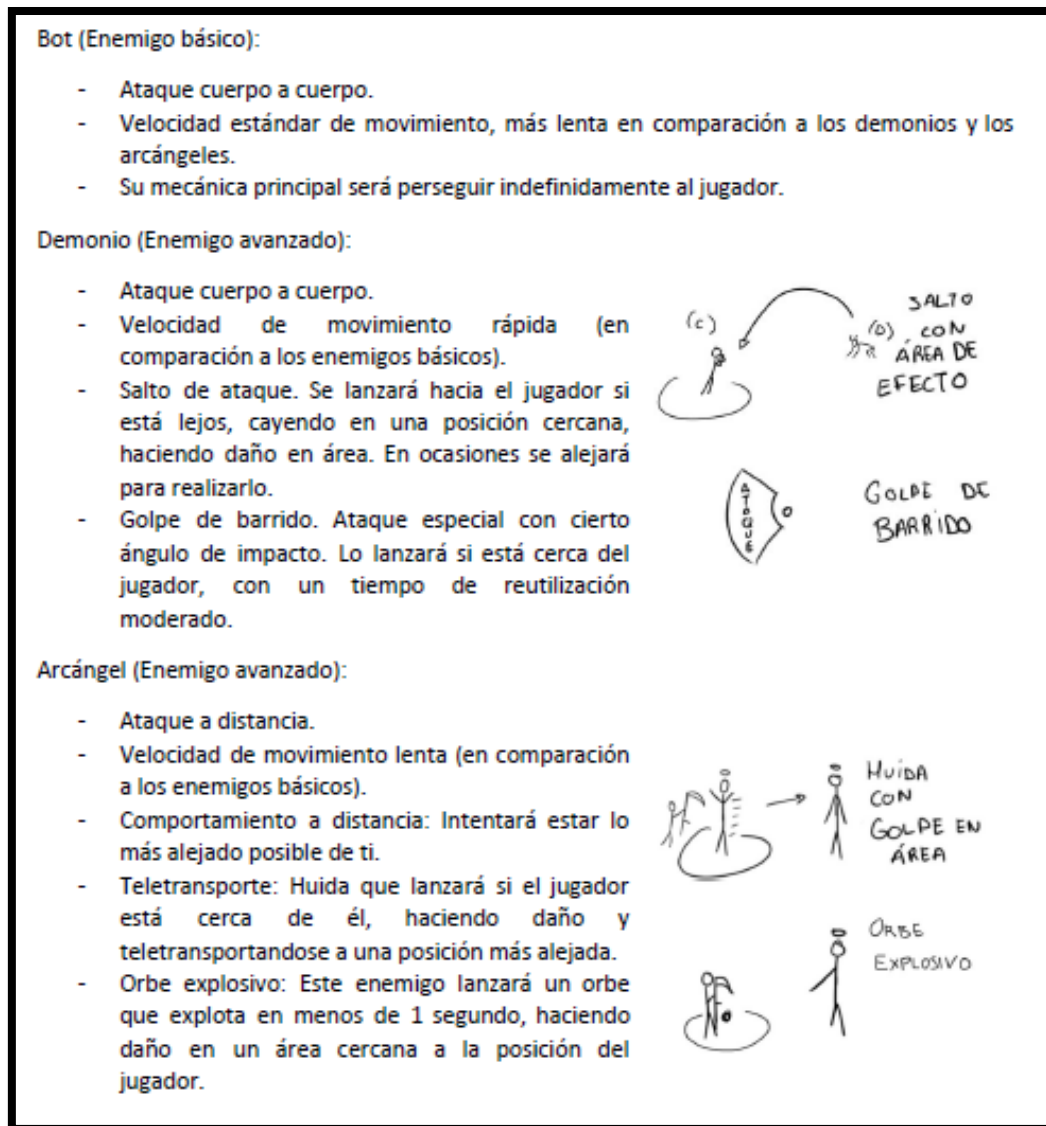 Bot (Enemigo básico):
- Ataque cuerpo a cuerpo.
- Velocidad estándar de movimiento, más lenta en comparación a los demonios y los
arcángeles.
- Su mecánica principal será perseguir indefinidamente al jugador.
Demonio (Enemigo avanzado):
- Ataque cuerpo a cuerpo.
- Velocidad de movimiento rápida (en
comparación a los enemigos básicos).
- Salto de ataque. Se lanzará hacia el jugador si
está lejos, cayendo en una posición cercana,
haciendo daño en área. En ocasiones se alejará
para realizarlo.
- Golpe de barrido. Ataque especial con cierto
ángulo de impacto. Lo lanzará si está cerca del
jugador, con un tiempo de reutilización
moderado.
(c)
(D)
SALTO
CON
ÁREA DE
EFECTO
ATAQUE
GOLPE DE
BARRIDO
Arcángel (Enemigo avanzado):
- Ataque a distancia.
- Velocidad de movimiento lenta (en comparación
a los enemigos básicos).
- Comportamiento a distancia: Intentará estar lo
más alejado posible de ti.
- Teletransporte: Huida que lanzará si el jugador
está cerca de él, haciendo daño y
teletransportandose a una posición más alejada.
- Orbe explosivo: Este enemigo lanzará un orbe
que explota en menos de 1 segundo, haciendo
daño en un área cercana a la posición del
jugador.
HUÍDA
CON
GOLPE EN
ÁREA
ORBE
EXPLOSIVO